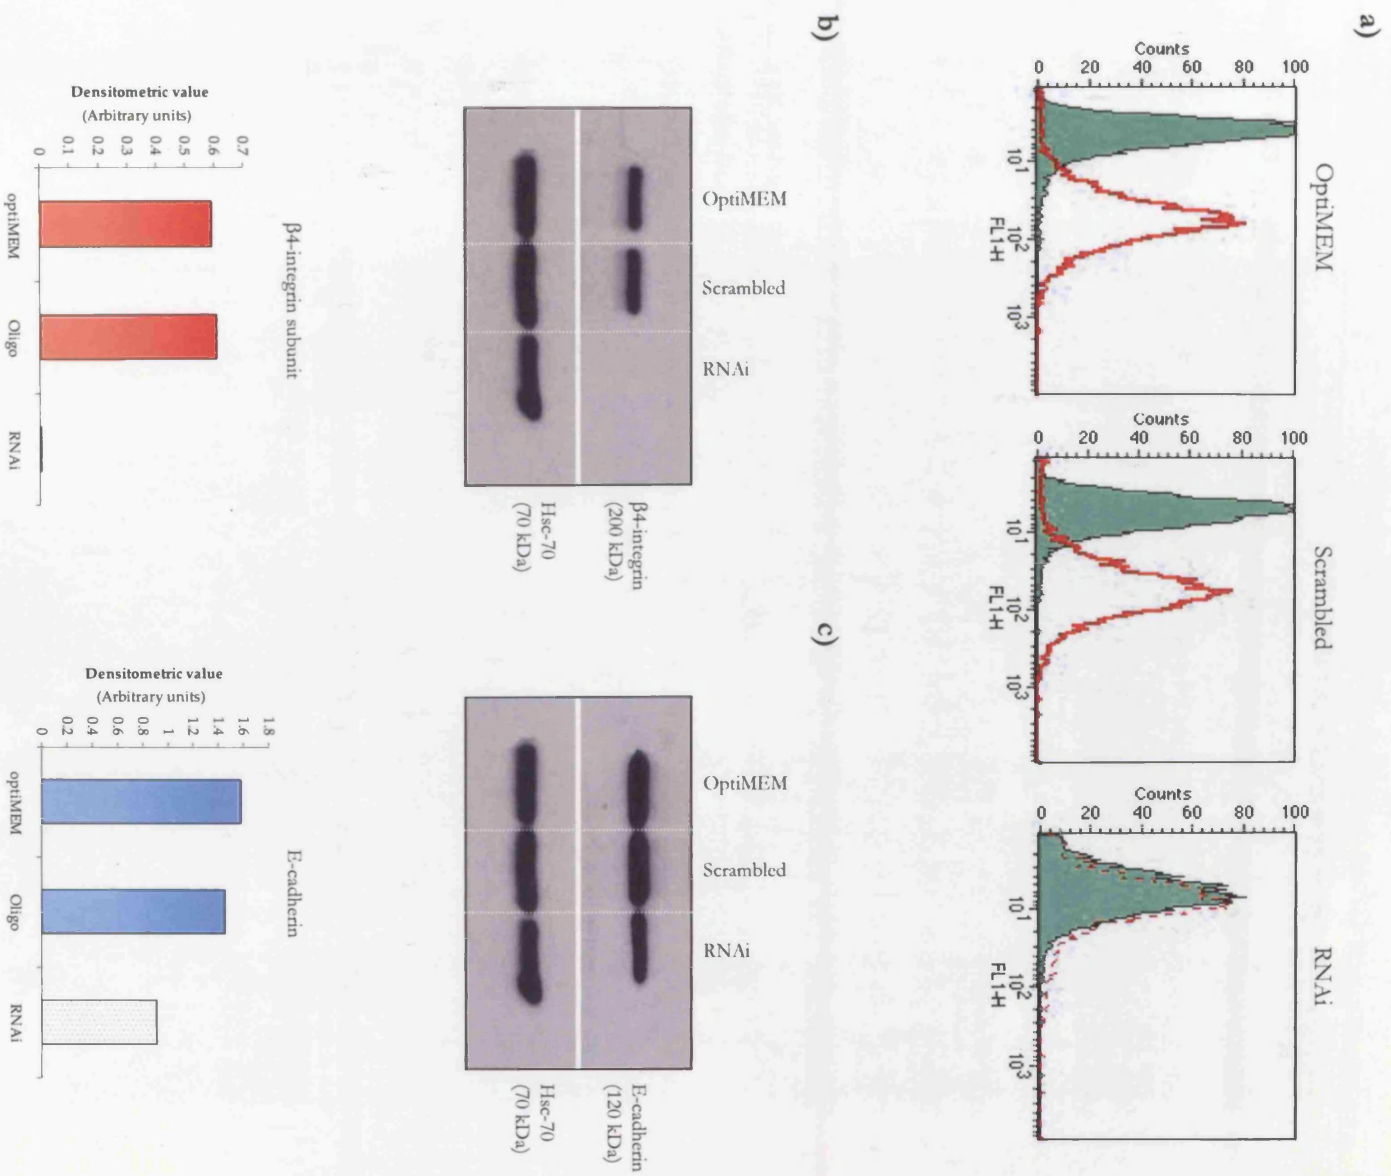 a)
OptiMEM
Scrambled
RNAi
Counts
0 20 40 60 80 100
10¹ 10² 10³
FL1-H
Counts
0 20 40 60 80 100
10¹ 10² 10³
FL1-H
Counts
0 20 40 60 80 100
10¹ 10² 10³
FL1-H
b)
OptiMEM
Scrambled
RNAi
β4-integrin
(200 kDa)
Hsc-70
(70 kDa)
β4-integrin subunit
Densitometric value
(Arbitrary units)
0 0.1 0.2 0.3 0.4 0.5 0.6 0.7
optiMEM
Oligo
RNAi
c)
OptiMEM
Scrambled
RNAi
E-cadherin
(120 kDa)
Hsc-70
(70 kDa)
E-cadherin
Densitometric value
(Arbitrary units)
0 0.2 0.4 0.6 0.8 1 1.2 1.4 1.6 1.8
optiMEM
Oligo
RNAi